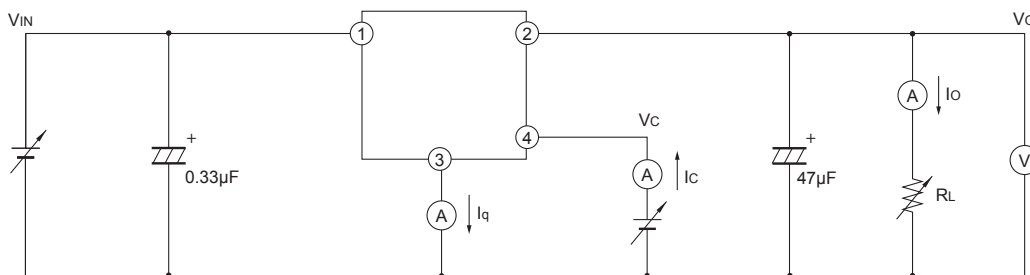 VIN
1
2
VO
A
IO
4
VC
+
0.33µF
3
A
IC
+
47µF
V
A
Iq
RL